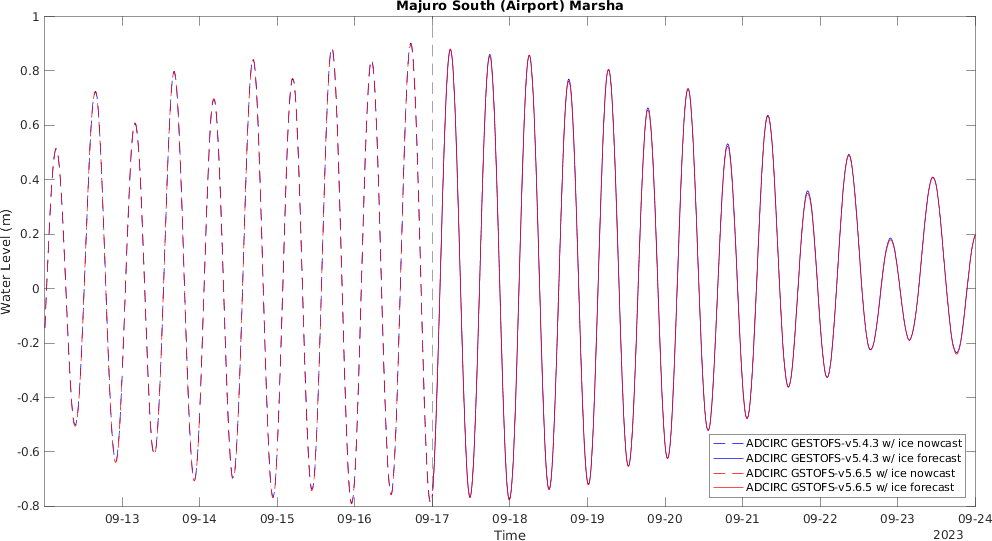 Majuro South (Airport) Marsha
Water Level (m)
1
0.8
0.6
0.4
0.2
0
-0.2
-0.4
-0.6
-0.8
ADCIRC GESTOFS-v5.4.3 w/ ice nowcast
ADCIRC GESTOFS-v5.4.3 w/ ice forecast
ADCIRC GSTOFS-v5.6.5 w/ ice nowcast
ADCIRC GSTOFS-v5.6.5 w/ ice forecast
09-13 09-14 09-15 09-16 09-17 09-18 09-19 09-20 09-21 09-22 09-23 09-24
Time
2023